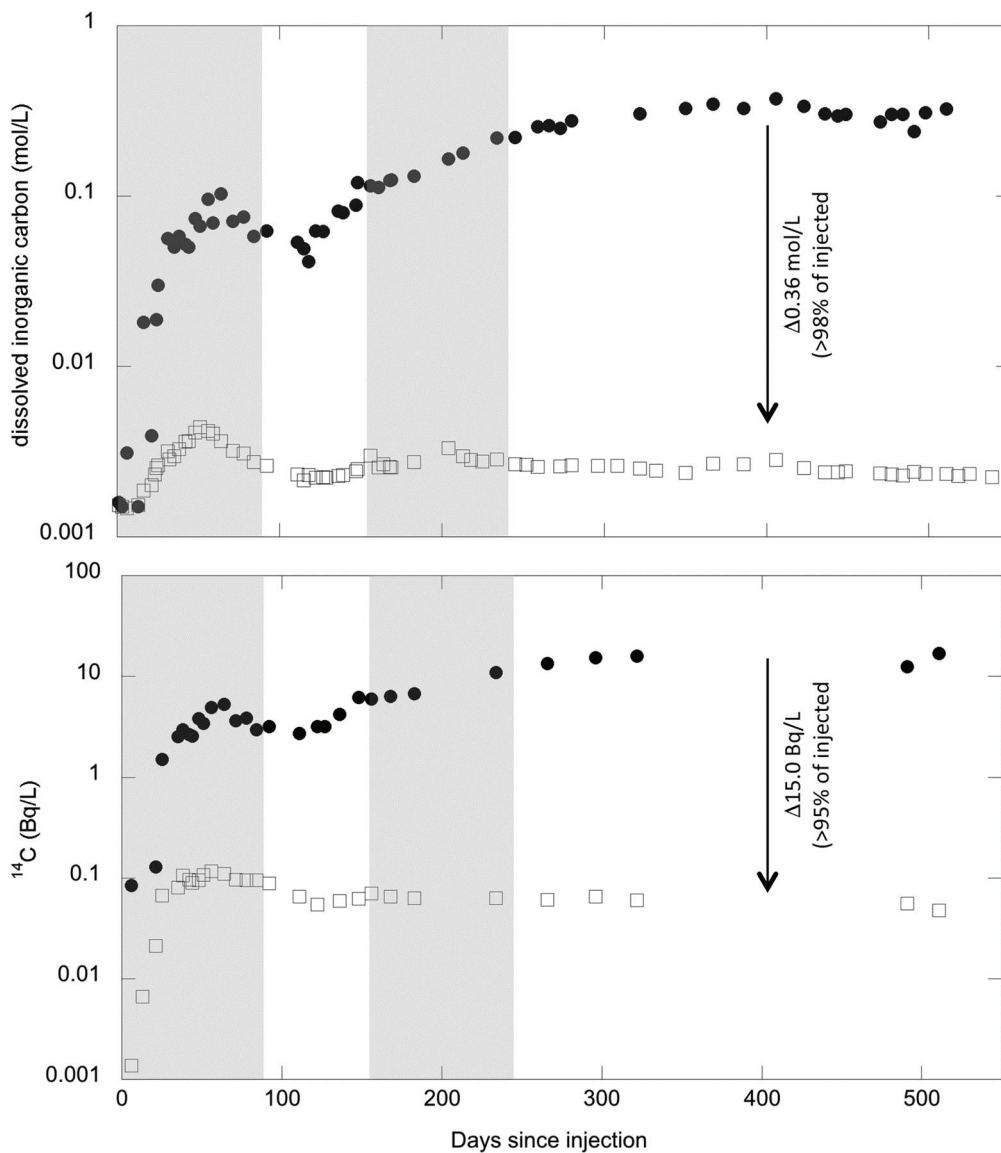 1
0.1
0.01
0.001
dissolved inorganic carbon (mol/L)
Δ0.36 mol/L
(>98% of injected)
100
10
1
0.1
0.01
0.001
¹⁴C (Bq/L)
Δ15.0 Bq/L
(>95% of injected)
0 100 200 300 400 500
Days since injection